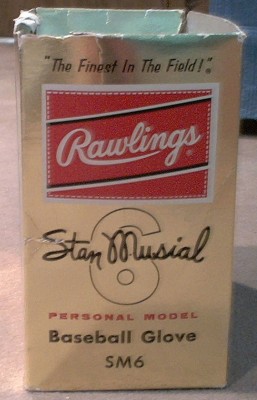 "The Finest In The Field!"®
Rawlings®
Stan Musial
6
PERSONAL MODEL
Baseball Glove
SM6